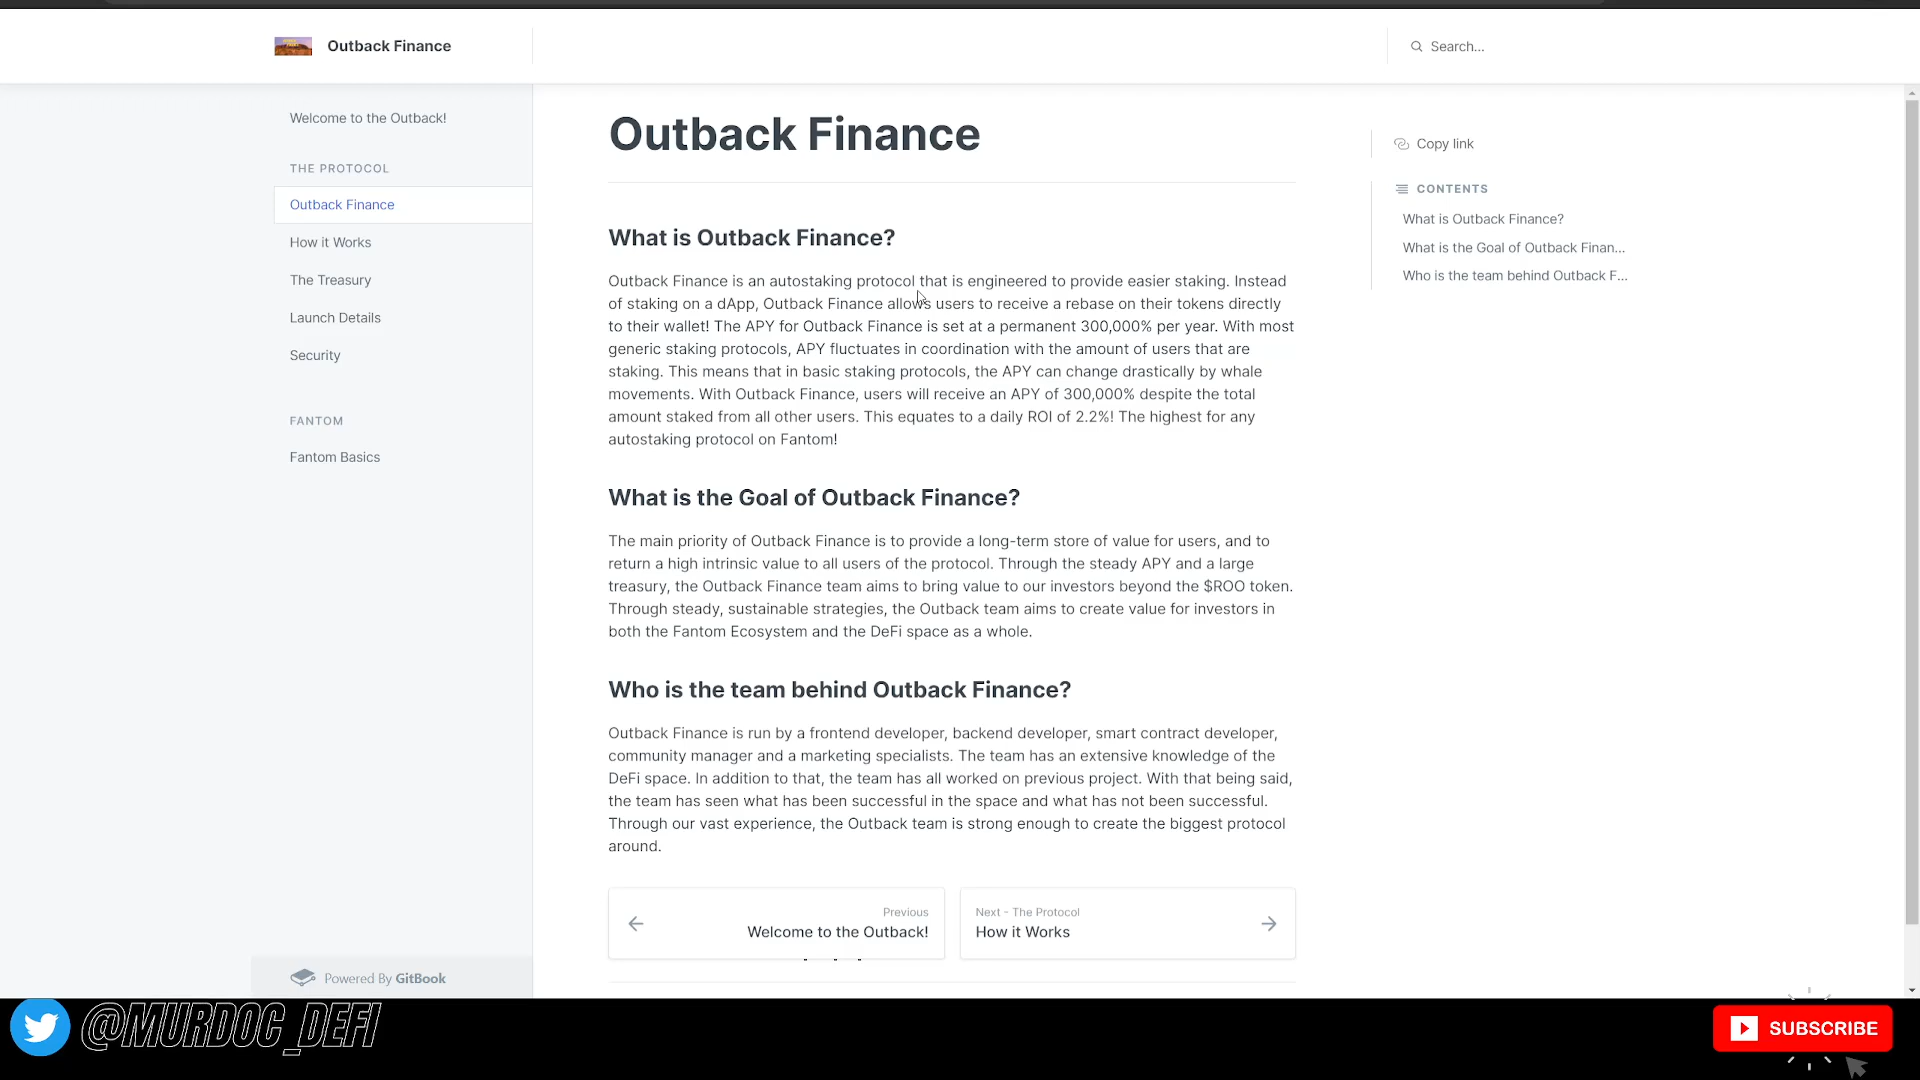 Outback Finance
Search...
Welcome to the Outback!
THE PROTOCOL
Outback Finance
How it Works
The Treasury
Launch Details
Security
FANTOM
Fantom Basics
Powered By GitBook
Outback Finance
What is Outback Finance?
Outback Finance is an autostaking protocol that is engineered to provide easier staking. Instead
of staking on a dApp, Outback Finance allows users to receive a rebase on their tokens directly
to their wallet! The APY for Outback Finance is set at a permanent 300,000% per year. With most
generic staking protocols, APY fluctuates in coordination with the amount of users that are
staking. This means that in basic staking protocols, the APY can change drastically by whale
movements. With Outback Finance, users will receive an APY of 300,000% despite the total
amount staked from all other users. This equates to a daily ROI of 2.2%! The highest for any
autostaking protocol on Fantom!
What is the Goal of Outback Finance?
The main priority of Outback Finance is to provide a long-term store of value for users, and to
return a high intrinsic value to all users of the protocol. Through the steady APY and a large
treasury, the Outback Finance team aims to bring value to our investors beyond the $ROO token.
Through steady, sustainable strategies, the Outback team aims to create value for investors in
both the Fantom Ecosystem and the DeFi space as a whole.
Who is the team behind Outback Finance?
Outback Finance is run by a frontend developer, backend developer, smart contract developer,
community manager and a marketing specialists. The team has an extensive knowledge of the
DeFi space. In addition to that, the team has all worked on previous project. With that being said,
the team has seen what has been successful in the space and what has not been successful.
Through our vast experience, the Outback team is strong enough to create the biggest protocol
around.
Previous
Welcome to the Outback!
Next - The Protocol
How it Works
Copy link
CONTENTS
What is Outback Finance?
What is the Goal of Outback Finan...
Who is the team behind Outback F...
@MURDOC_DEFI
SUBSCRIBE